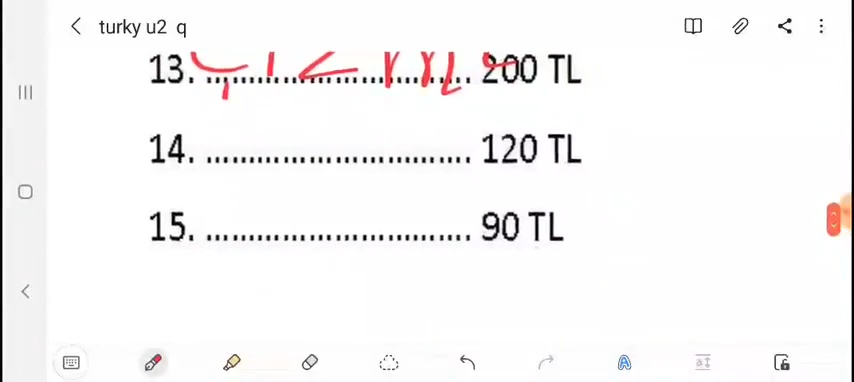 turky u2 q
13. ............................... 200 TL
14. ............................... 120 TL
15. ............................... 90 TL